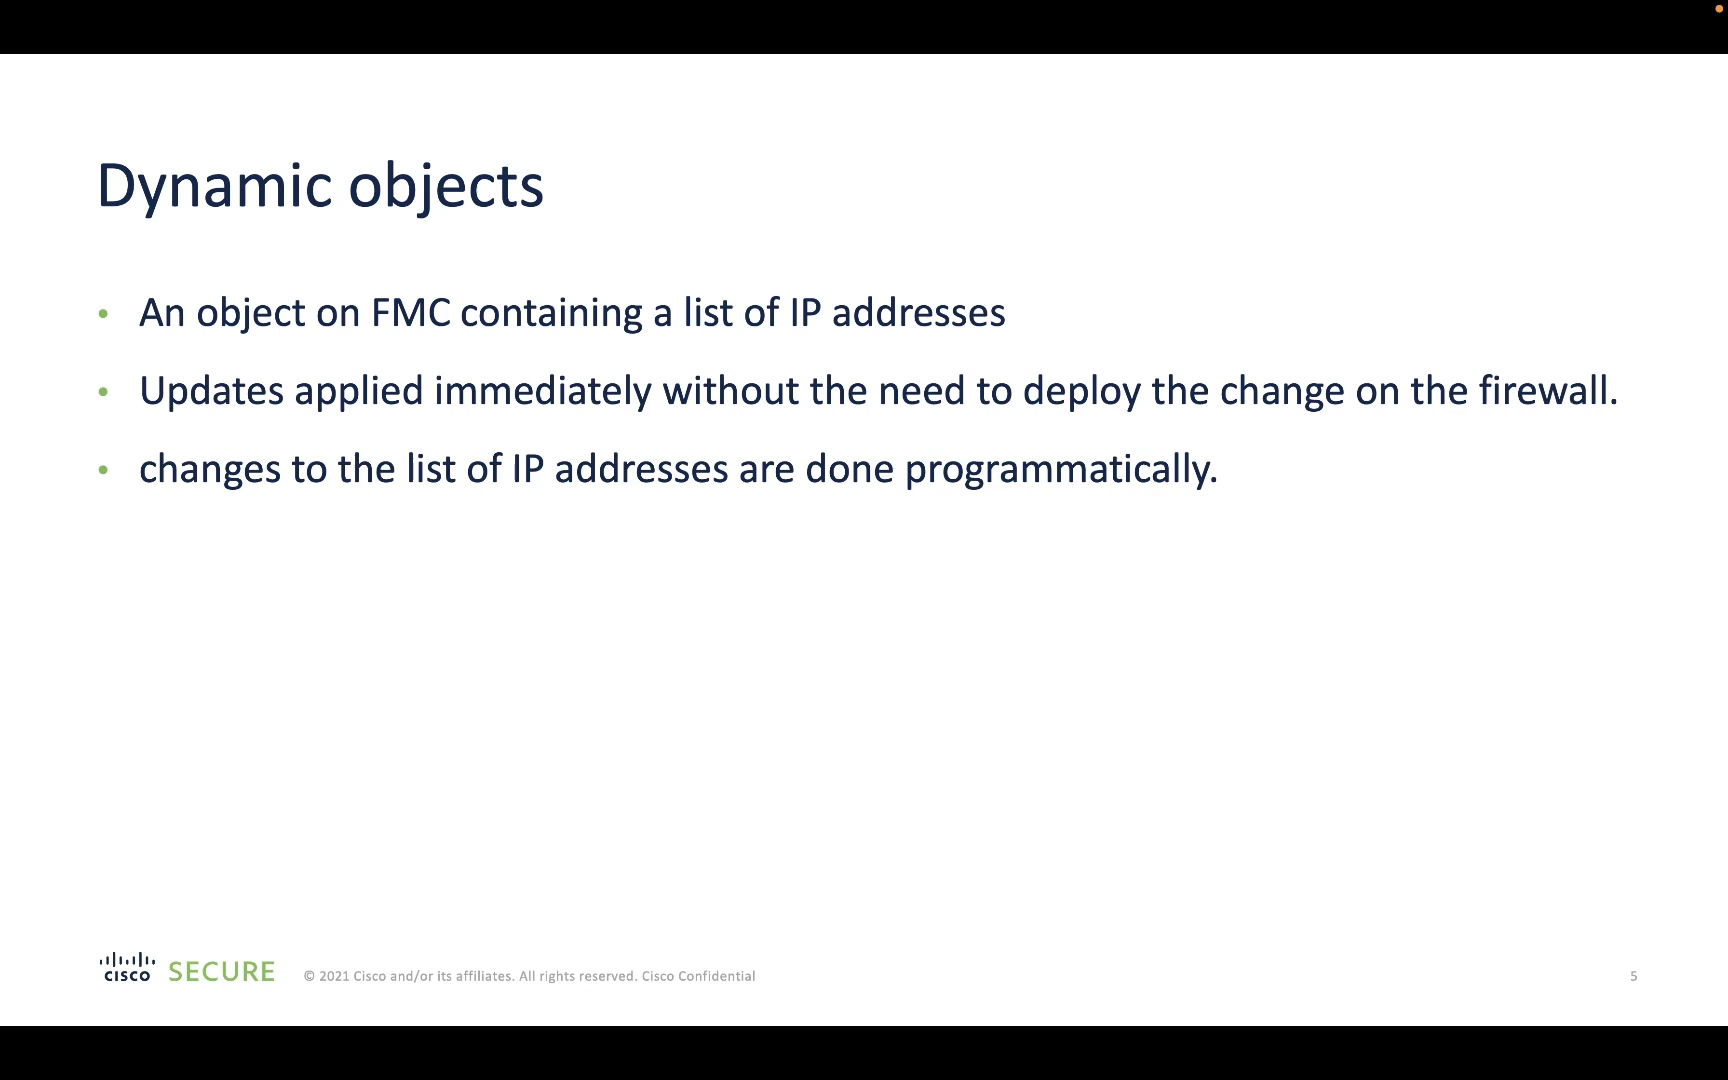 Dynamic objects
• An object on FMC containing a list of IP addresses
• Updates applied immediately without the need to deploy the change on the firewall.
• changes to the list of IP addresses are done programmatically.
CISCO SECURE © 2021 Cisco and/or its affiliates. All rights reserved. Cisco Confidential 5